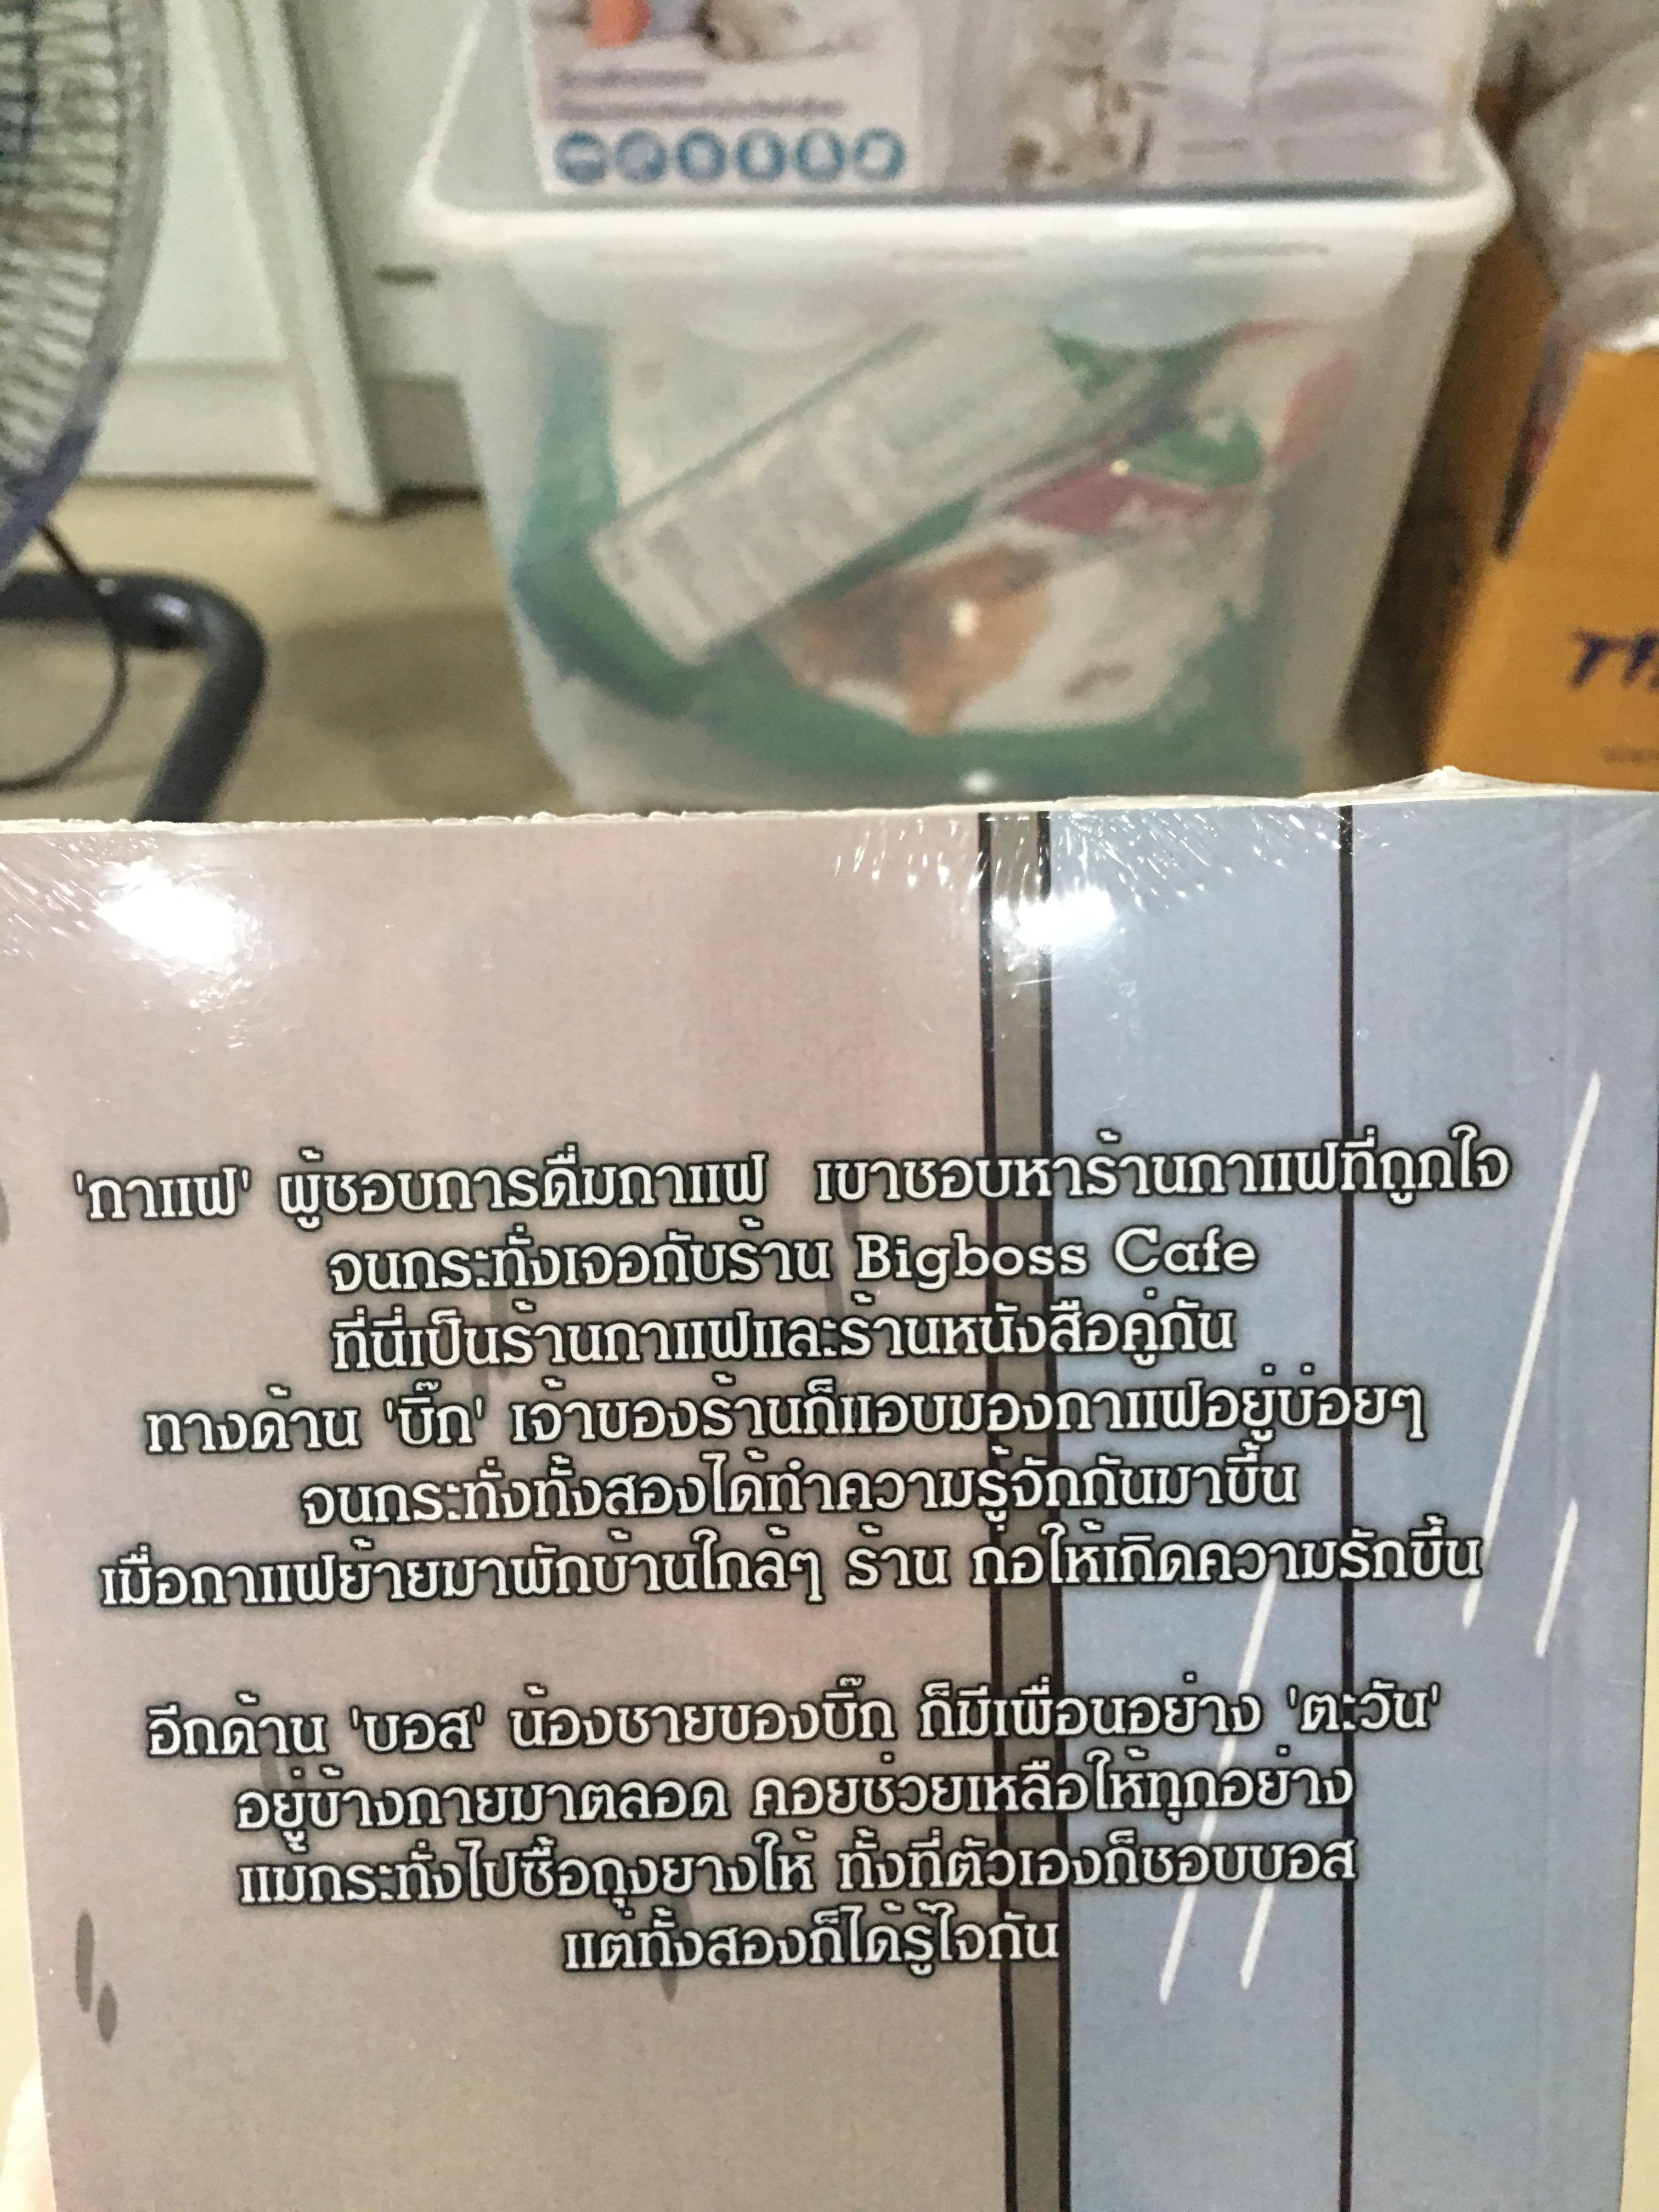 'กาแฟ' ผู้ชอบการดื่มกาแฟ เขาชอบหาร้านกาแฟที่ถูกใจ
จนกระทั่งเจอกับร้าน Bigboss Cafe
ที่นี่เป็นร้านกาแฟและร้านหนังสือคู่กัน
ทางด้าน 'บิ๊ก' เจ้าของร้านก็แอบมองกาแฟอยู่บ่อยๆ
จนกระทั่งทั้งสองได้ทำความรู้จักกันมาขึ้น
เมื่อกาแฟย้ายมาพักบ้านใกล้ๆ ร้าน ก่อให้เกิดความรักขึ้น
อีกด้าน 'บอส' น้องชายของบิ๊ก ก็มีเพื่อนอย่าง 'ตะวัน'
อยู่ข้างกายมาตลอด คอยช่วยเหลือให้ทุกอย่าง
แม้กระทั่งไปซื้อถุงยางให้ ทั้งที่ตัวเองก็ชอบบอส
แต่ทั้งสองก็ได้รู้ใจกัน